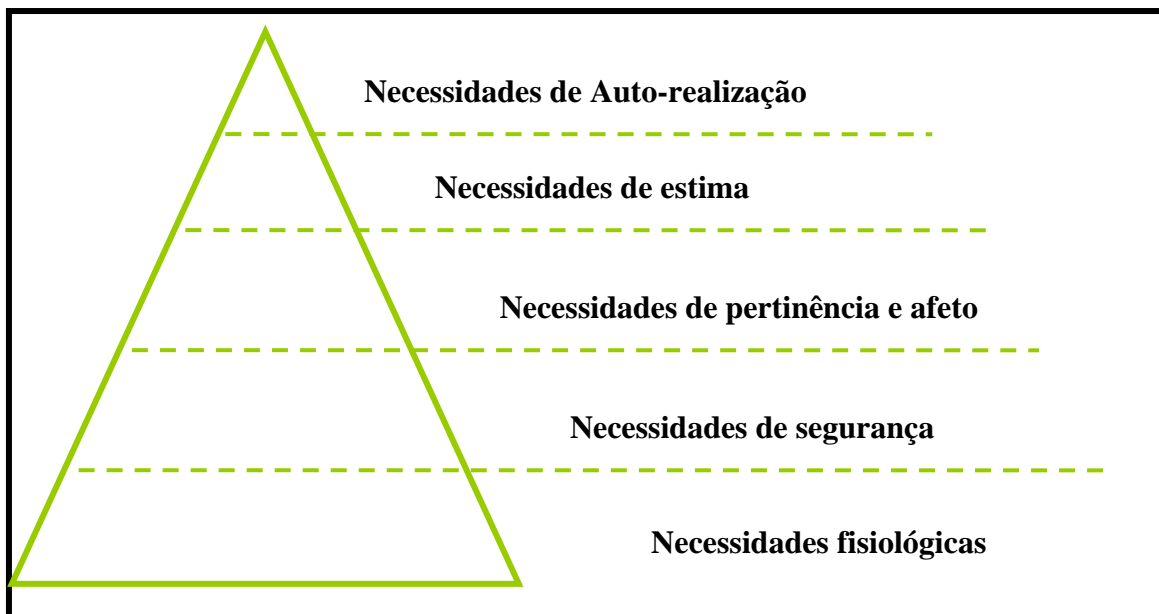 Necessidades de Auto-realização
Necessidades de estima
Necessidades de pertinência e afeto
Necessidades de segurança
Necessidades fisiológicas